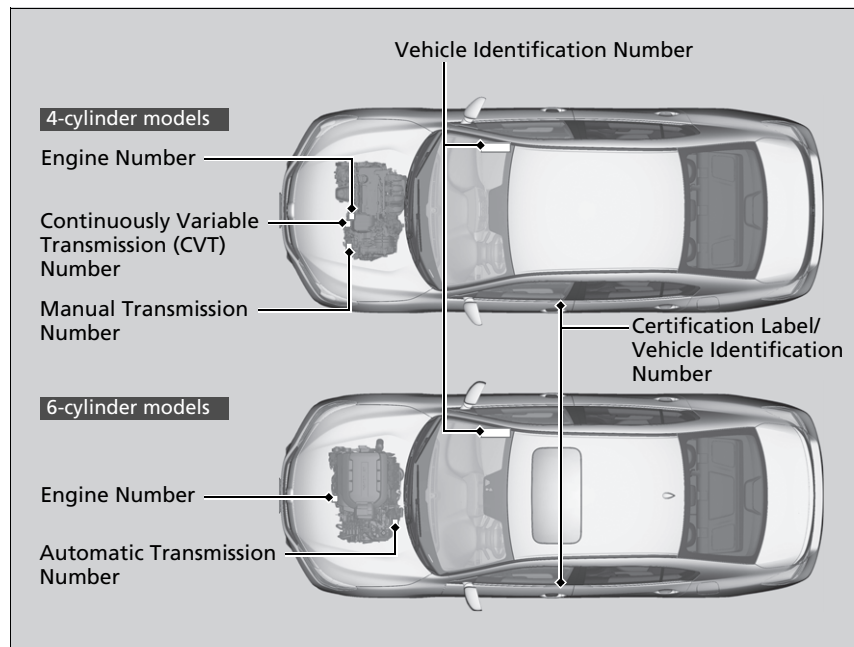 Vehicle Identification Number
4-cylinder models
Engine Number
Continuously Variable
Transmission (CVT)
Number
Manual Transmission
Number
Certification Label/
Vehicle Identification
Number
6-cylinder models
Engine Number
Automatic Transmission
Number